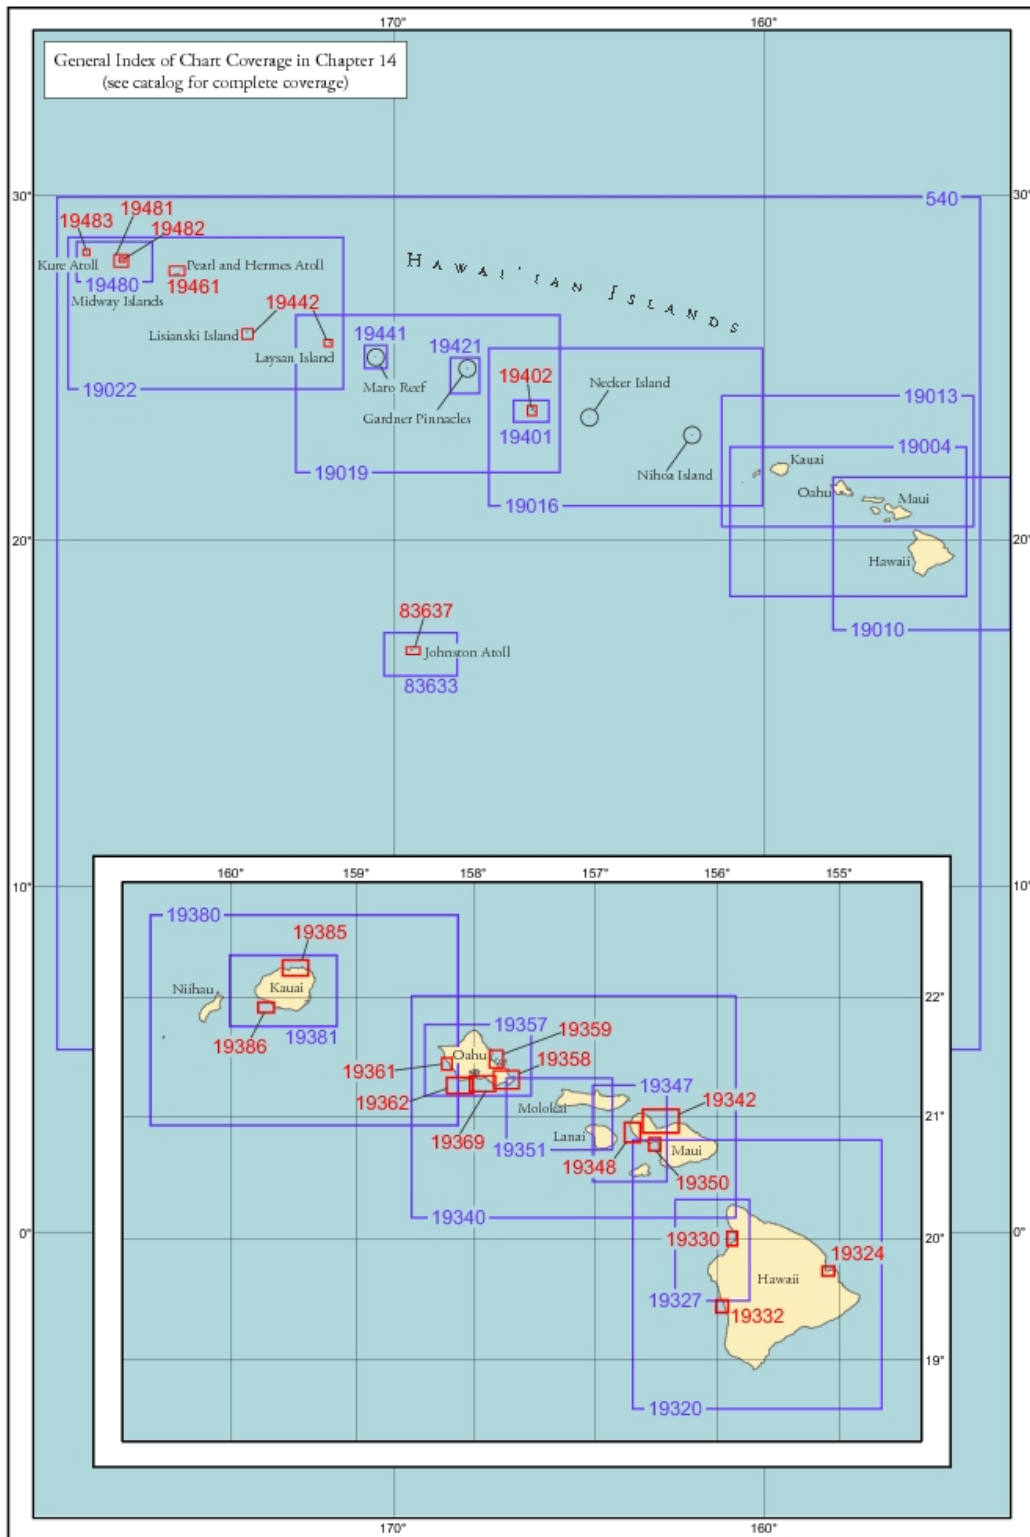 170°
160°
General Index of Chart Coverage in Chapter 14
(see catalog for complete coverage)
30°
30°
540
19481
19483
19482
Kure Atoll
Pearl and Hermes Atoll
19480
19461
Midway Islands
HAWAI'IAN ISLANDS
19442
Lisianski Island
Laysan Island
19441
19421
19022
Maro Reef
19402
Necker Island
19013
Gardner Pinnacles
19401
19004
Kauai
19019
Nihoa Island
Oahu
Maui
19016
20°
20°
Hawaii
83637
19010
Johnston Atoll
83633
10°
10°
160°
159°
158°
157°
156°
155°
19380
19385
Niihau
Kauai
22°
19386
19381
19357
19359
19361
Oahu
19358
19347
19362
Molokai
19342
21°
19369
Lanai
19351
19348
Maui
19350
19340
0°
0°
19330
20°
19324
Hawaii
19327
19332
19°
19320
170°
160°